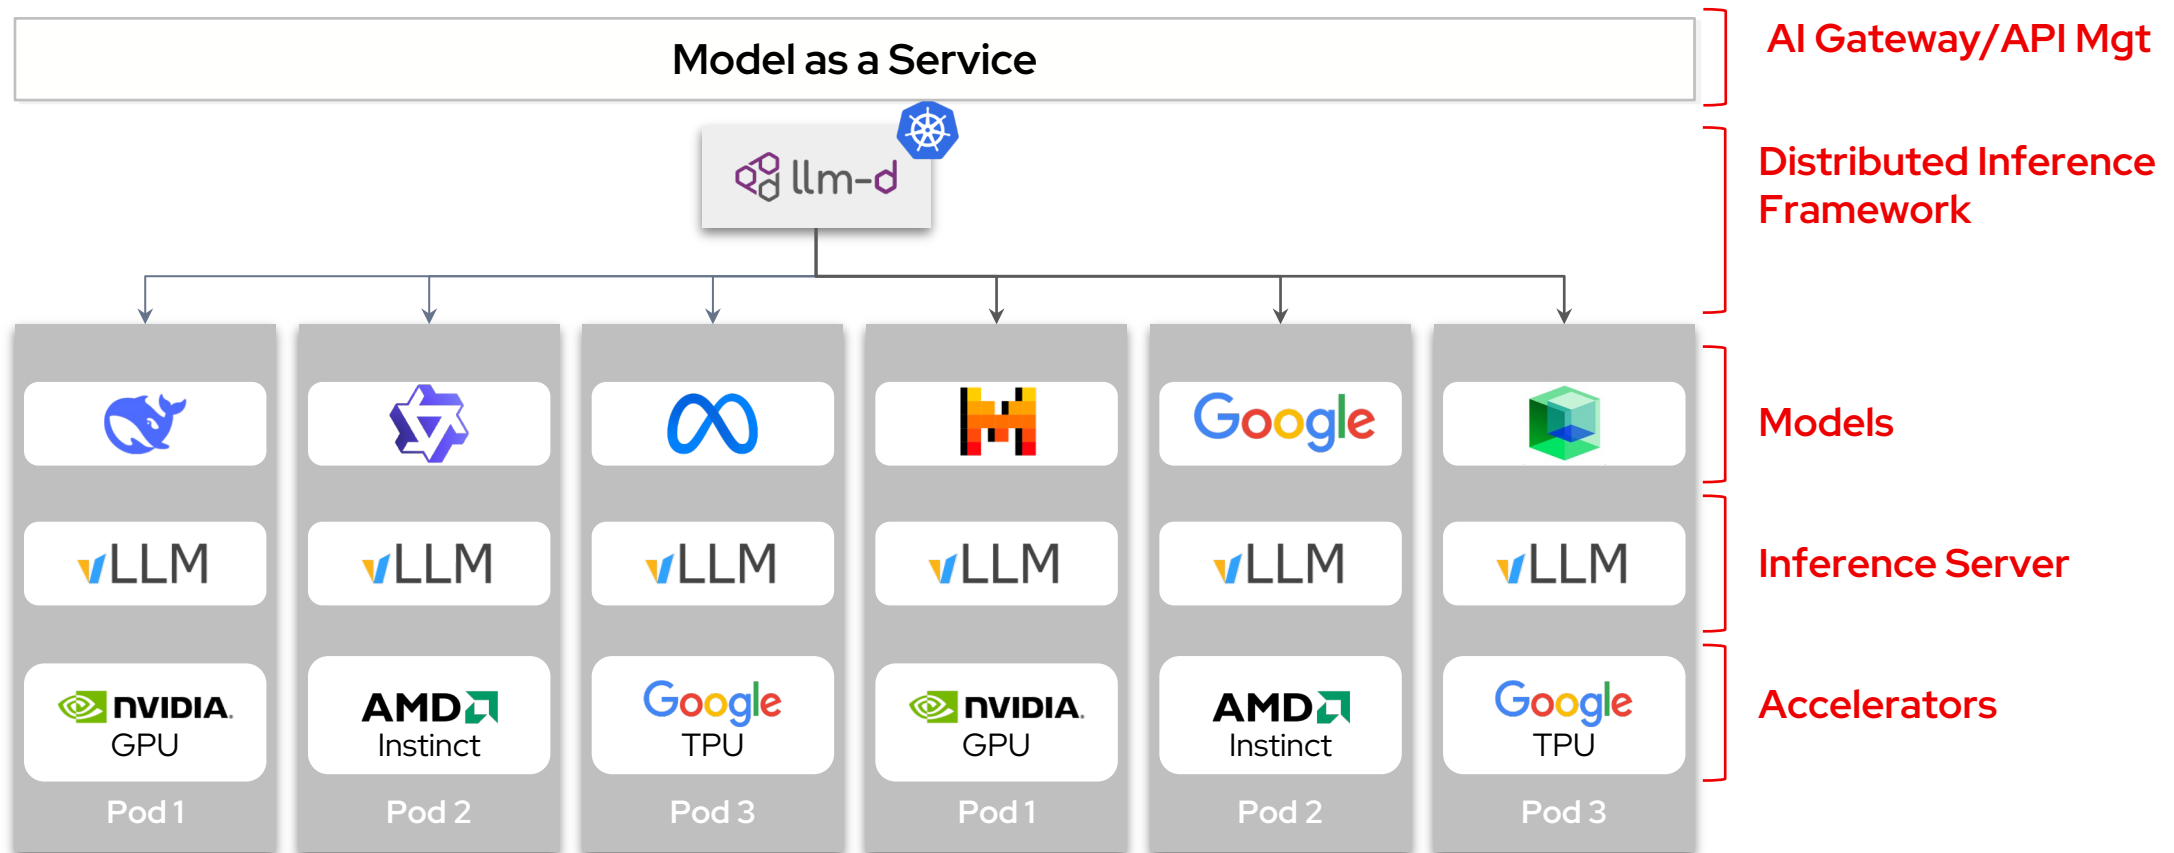 Model as a Service
AI Gateway/API Mgt
llm-d
Distributed Inference
Framework
Google
Models
vLLM
vLLM
vLLM
vLLM
vLLM
vLLM
Inference Server
NVIDIA.
GPU
AMD
Instinct
Google
TPU
NVIDIA.
GPU
AMD
Instinct
Google
TPU
Accelerators
Pod 1
Pod 2
Pod 3
Pod 1
Pod 2
Pod 3